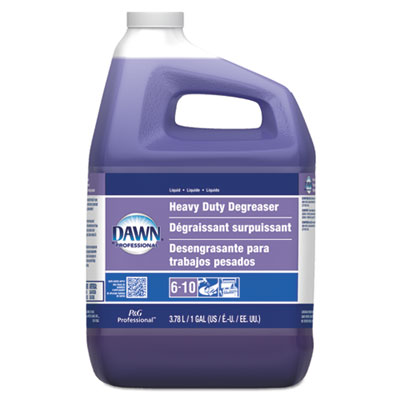 Liquid • Liquide • Líquido
Heavy Duty Degreaser
Dégraissant surpuissant
Desengrasante para
trabajos pesados
DAWN
PROFESSIONAL
6-10
P&G
Professional™
3.78 L / 1 GAL (US / É.-U. / EE. UU.)